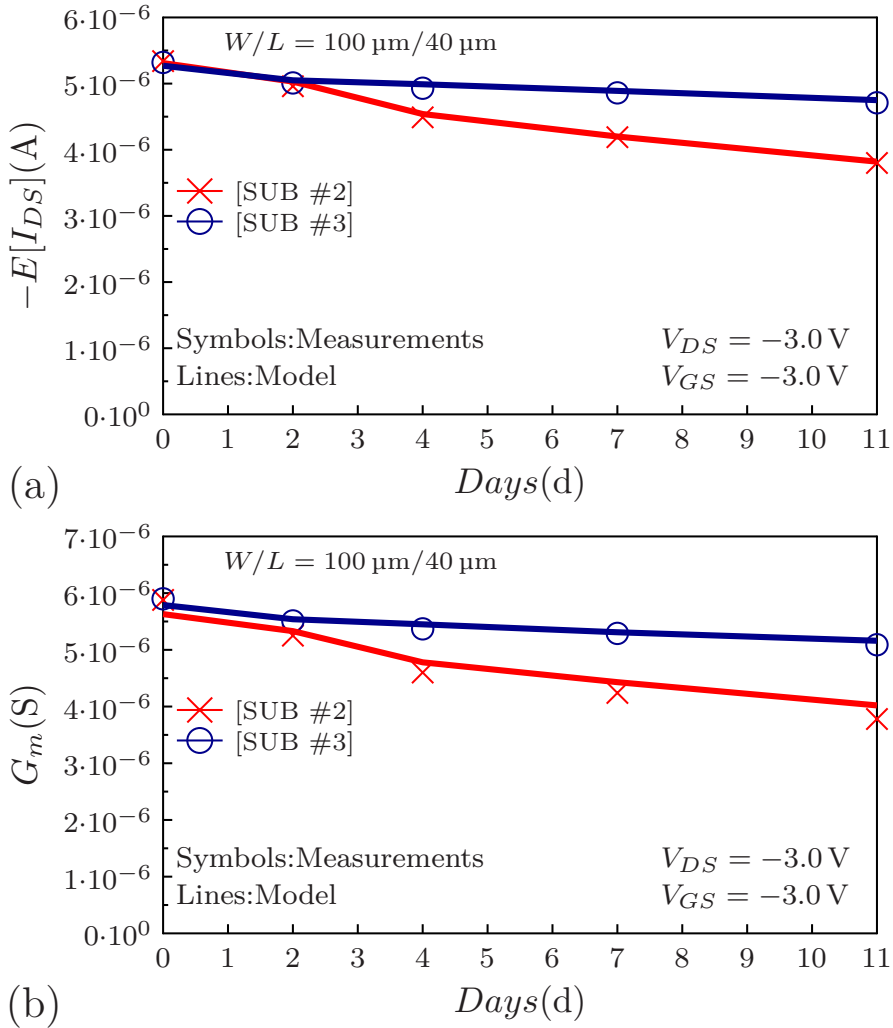 6·10⁻⁶
W/L = 100 µm/40 µm
5·10⁻⁶
4·10⁻⁶
−E[I_DS](A)
[SUB #2]
3·10⁻⁶
[SUB #3]
2·10⁻⁶
Symbols:Measurements V_DS = −3.0 V
1·10⁻⁶
Lines:Model V_GS = −3.0 V
0·10⁰
0 1 2 3 4 5 6 7 8 9 10 11
(a) Days(d)
7·10⁻⁶
W/L = 100 µm/40 µm
6·10⁻⁶
5·10⁻⁶
4·10⁻⁶
G_m(S)
[SUB #2]
[SUB #3]
3·10⁻⁶
2·10⁻⁶
Symbols:Measurements V_DS = −3.0 V
1·10⁻⁶
Lines:Model V_GS = −3.0 V
0·10⁰
0 1 2 3 4 5 6 7 8 9 10 11
(b) Days(d)